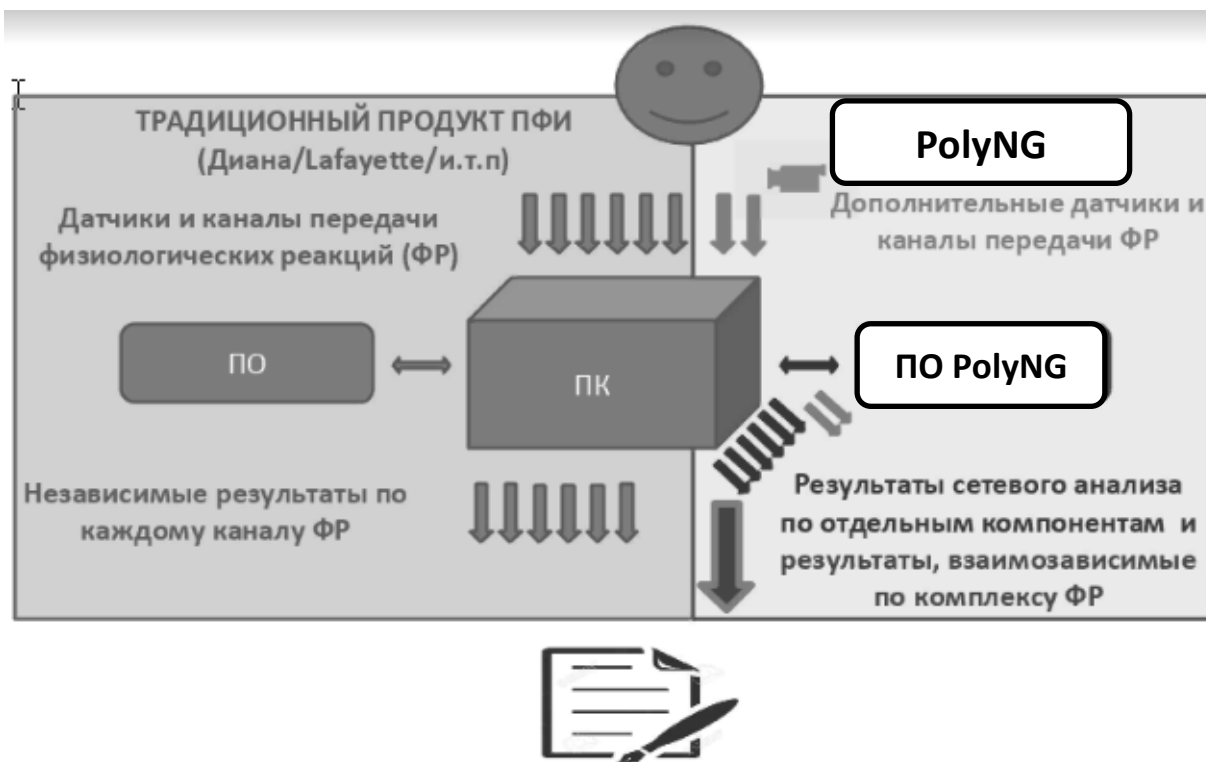 ТРАДИЦИОННЫЙ ПРОДУКТ ПФИ
(Диана/Lafayette/и.т.п)
PolyNG
Датчики и каналы передачи
физиологических реакций (ФР)
Дополнительные датчики и
каналы передачи ФР
ПО
ПК
ПО PolyNG
Независимые результаты по
каждому каналу ФР
Результаты сетевого анализа
по отдельным компонентам и
результаты, взаимозависимые
по комплексу ФР